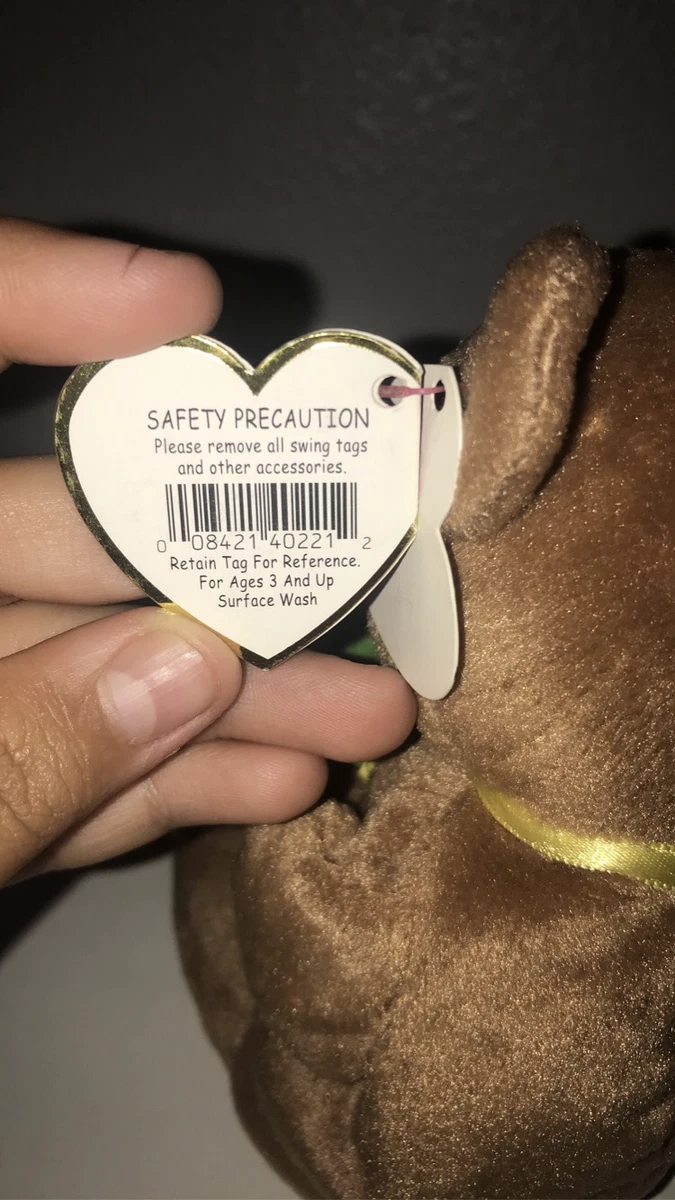 SAFETY PRECAUTION
Please remove all swing tags
and other accessories.
0 08421 40221 2
Retain Tag For Reference.
For Ages 3 And Up
Surface Wash